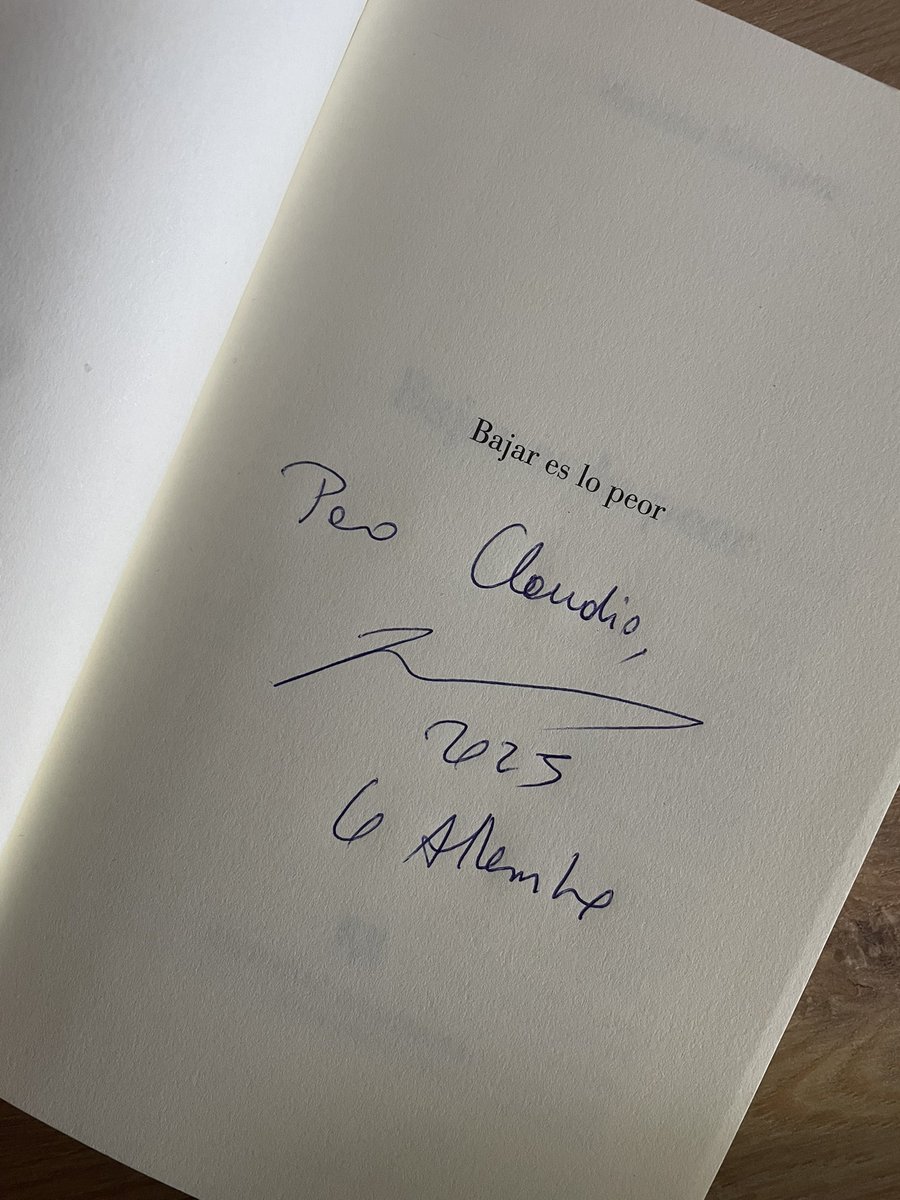 Bajar es lo peor
Para Claudio,
2025